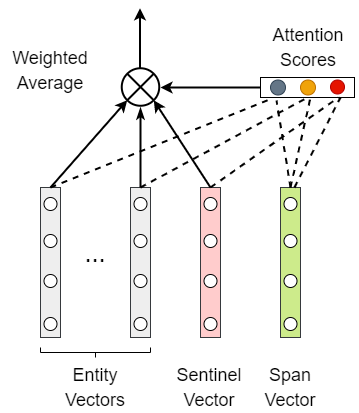 Weighted
Average
Attention
Scores
...
Entity
Vectors
Sentinel
Vector
Span
Vector